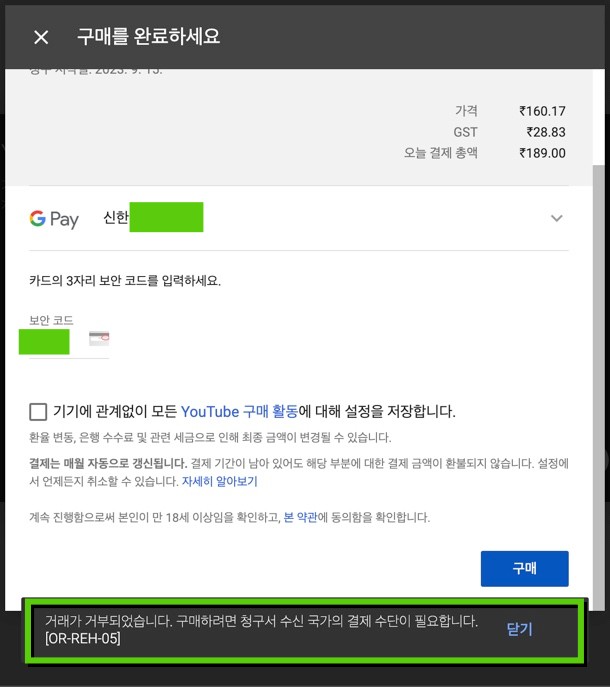 구매를 완료하세요
청구 시작일: 2023. 9. 15.
가격 ₹160.17
GST ₹28.83
오늘 결제 총액 ₹189.00
G Pay 신한
카드의 3자리 보안 코드를 입력하세요.
보안 코드
기기에 관계없이 모든 YouTube 구매 활동에 대해 설정을 저장합니다.
환율 변동, 은행 수수료 및 관련 세금으로 인해 최종 금액이 변경될 수 있습니다.
결제는 매월 자동으로 갱신됩니다. 결제 기간이 남아 있어도 해당 부분에 대한 결제 금액이 환불되지 않습니다. 설정에
서 언제든지 취소할 수 있습니다. 자세히 알아보기
계속 진행함으로써 본인이 만 18세 이상임을 확인하고, 본 약관에 동의함을 확인합니다.
구매
거래가 거부되었습니다. 구매하려면 청구서 수신 국가의 결제 수단이 필요합니다. 닫기
[OR-REH-05]